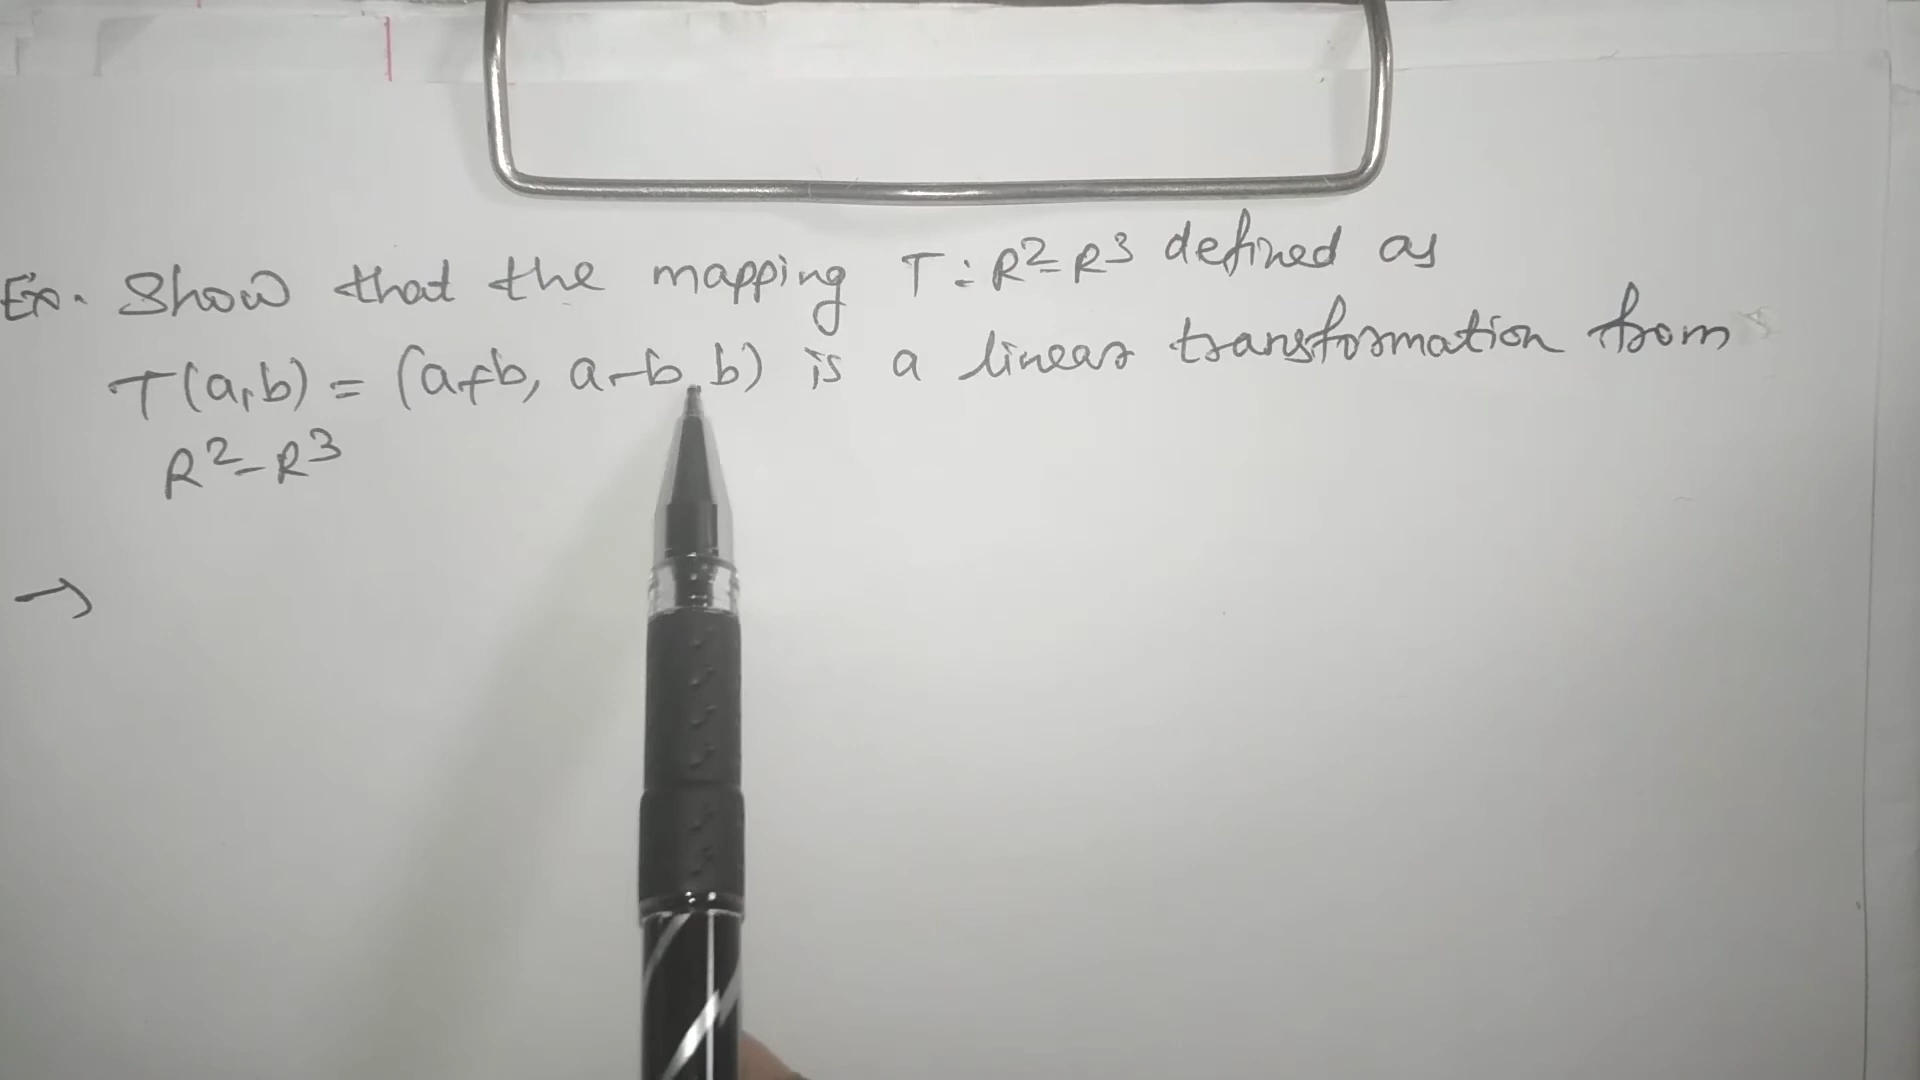 Ex. Show that the mapping T: R²-R³ defined as
T(a,b) = (a+b, a-b, b) is a linear transformation from
R²-R³
→